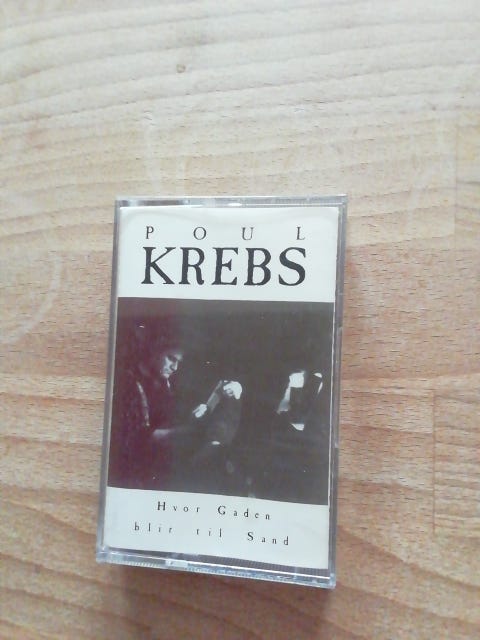 POUL
KREBS
Hvor Gaden
blir til Sand